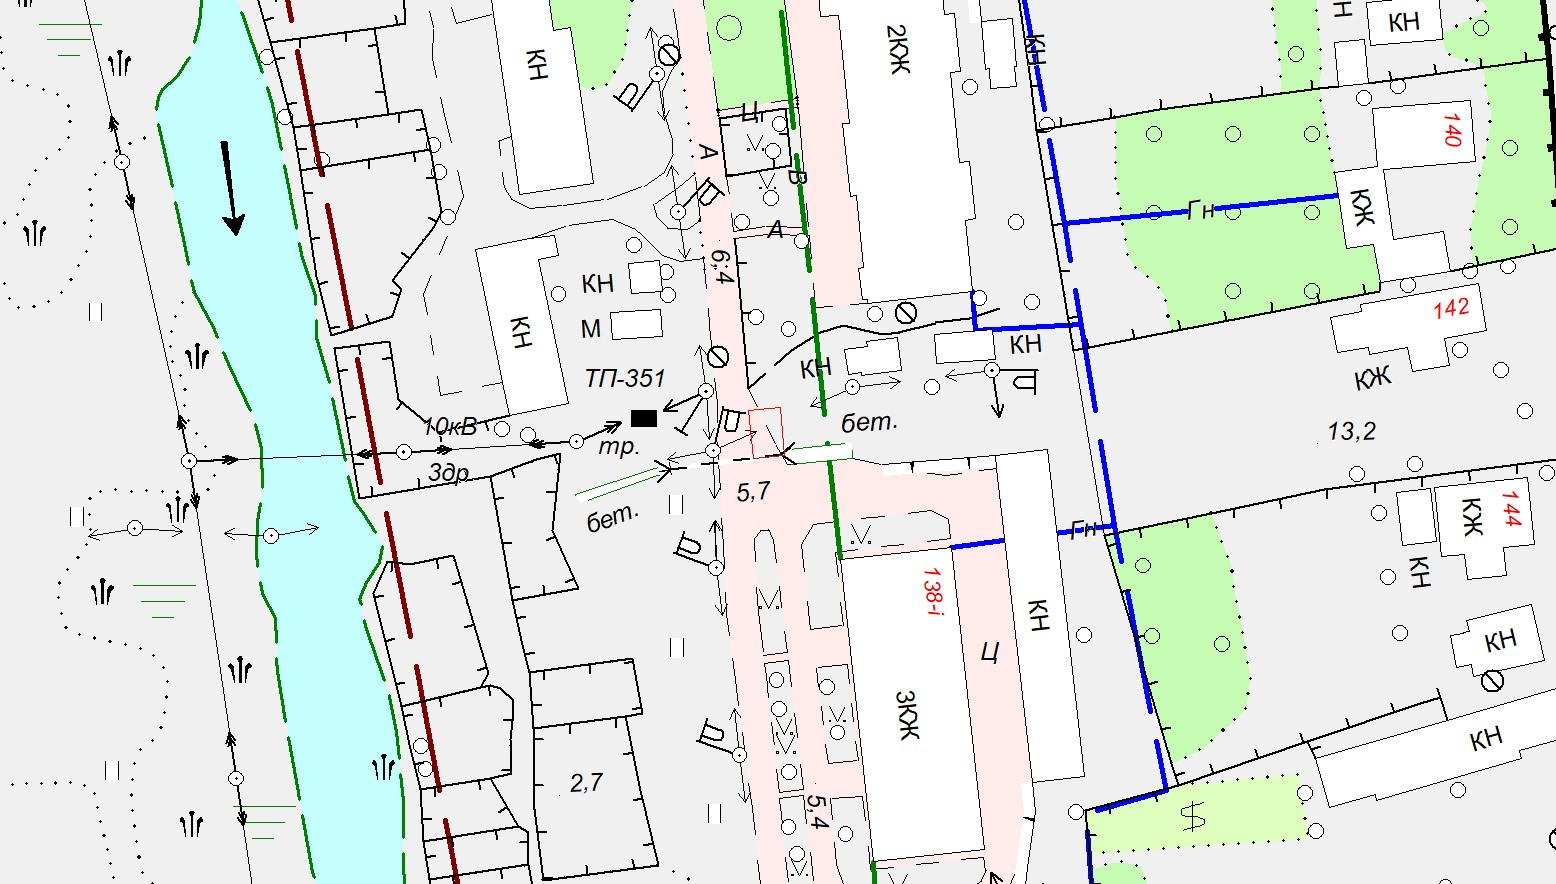 КН
2КЖ
КН
Н
КН
Ц
140
А
В
Гн
КЖ
А
6,4
КН
142
М
КН
КН
КН
ТП-351
КЖ
бет.
10кВ
13,2
тр.
3др.
5,7
144
КЖ
бет.
Гн
КН
138-і
КН
КН
Ц
3КЖ
КН
2,7
5,4